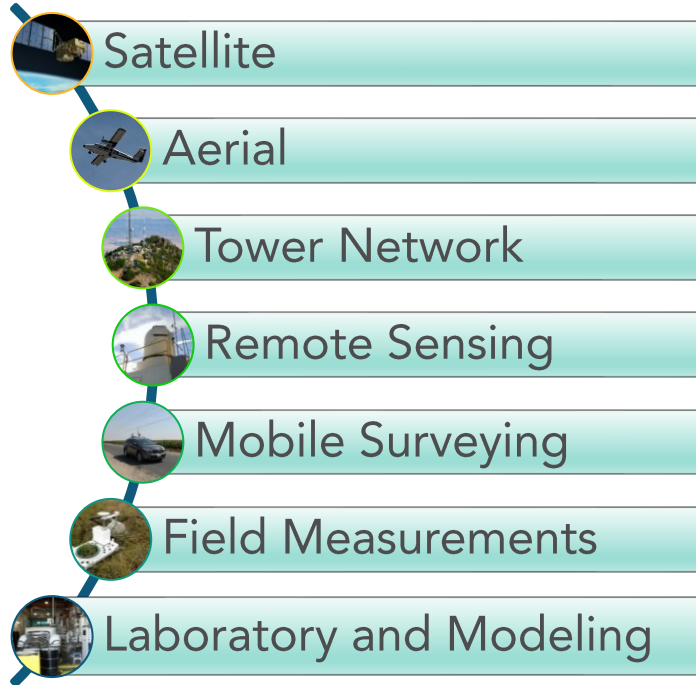 Satellite
Aerial
Tower Network
Remote Sensing
Mobile Surveying
Field Measurements
Laboratory and Modeling